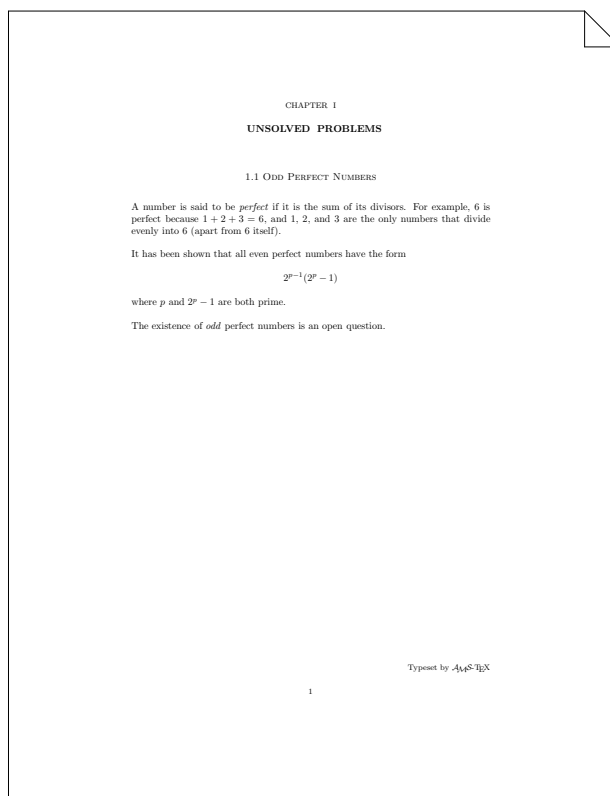 CHAPTER I
UNSOLVED PROBLEMS
1.1 ODD PERFECT NUMBERS
A number is said to be perfect if it is the sum of its divisors. For example, 6 is
perfect because 1 + 2 + 3 = 6, and 1, 2, and 3 are the only numbers that divide
evenly into 6 (apart from 6 itself).
It has been shown that all even perfect numbers have the form
2^{p−1}(2^p − 1)
where p and 2^p − 1 are both prime.
The existence of odd perfect numbers is an open question.
Typeset by AMS-TEX
1